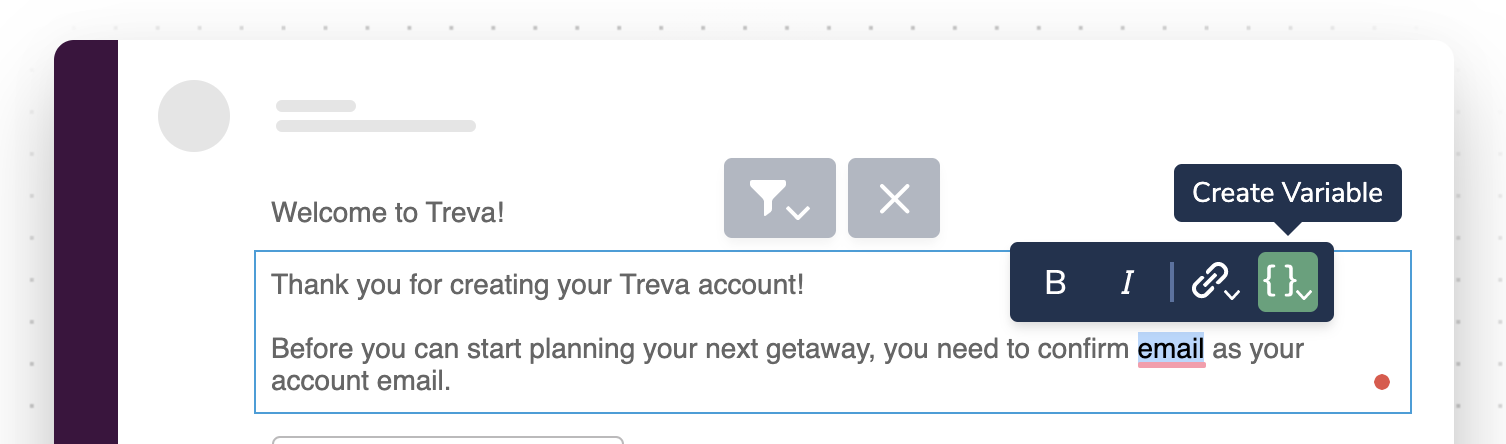 Create Variable
Welcome to Treva!
B I {}
Thank you for creating your Treva account!
Before you can start planning your next getaway, you need to confirm email as your
account email.